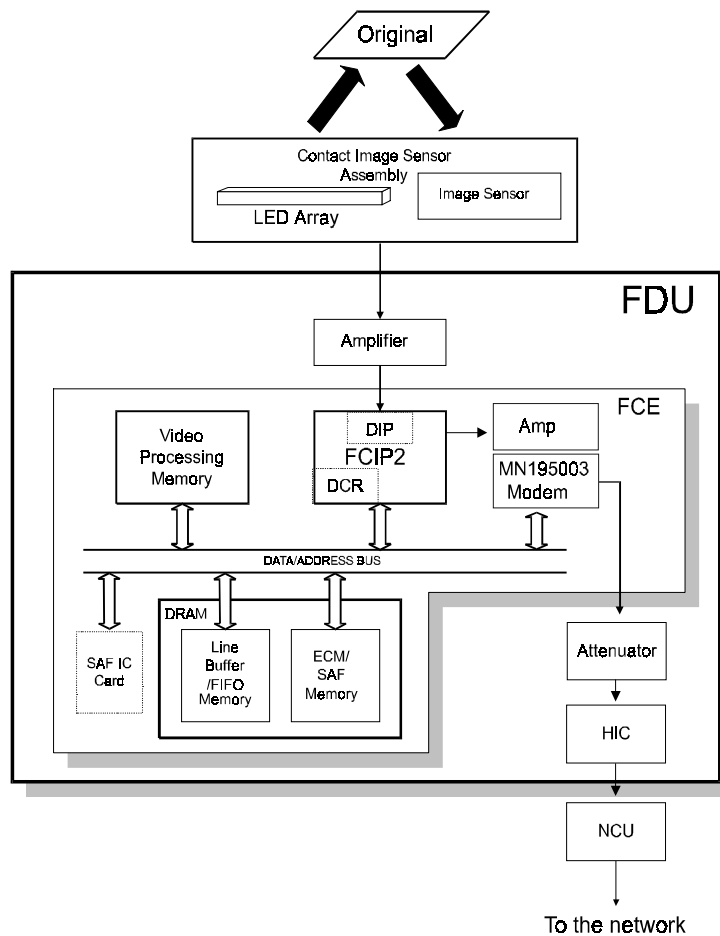 Original
Contact Image Sensor
Assembly
Image Sensor
LED Array
FDU
Amplifier
FCE
Video
Processing
Memory
DIP
FCIP2
DCR
Amp
MN195003
Modem
DATA/ADDRESS BUS
DRAM
SAF IC
Card
Line
Buffer
/FIFO
Memory
ECM/
SAF
Memory
Attenuator
HIC
NCU
To the network